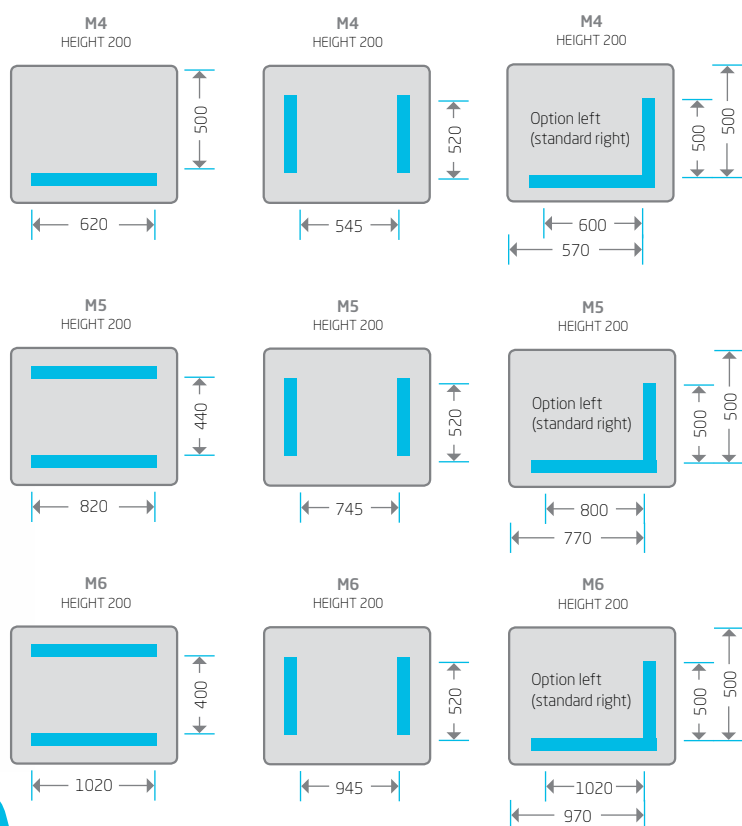 M4
HEIGHT 200
500
620
M4
HEIGHT 200
520
545
M4
HEIGHT 200
Option left
(standard right)
500
500
600
570
M5
HEIGHT 200
440
820
M5
HEIGHT 200
520
745
M5
HEIGHT 200
Option left
(standard right)
500
500
800
770
M6
HEIGHT 200
400
1020
M6
HEIGHT 200
520
945
M6
HEIGHT 200
Option left
(standard right)
500
500
1020
970